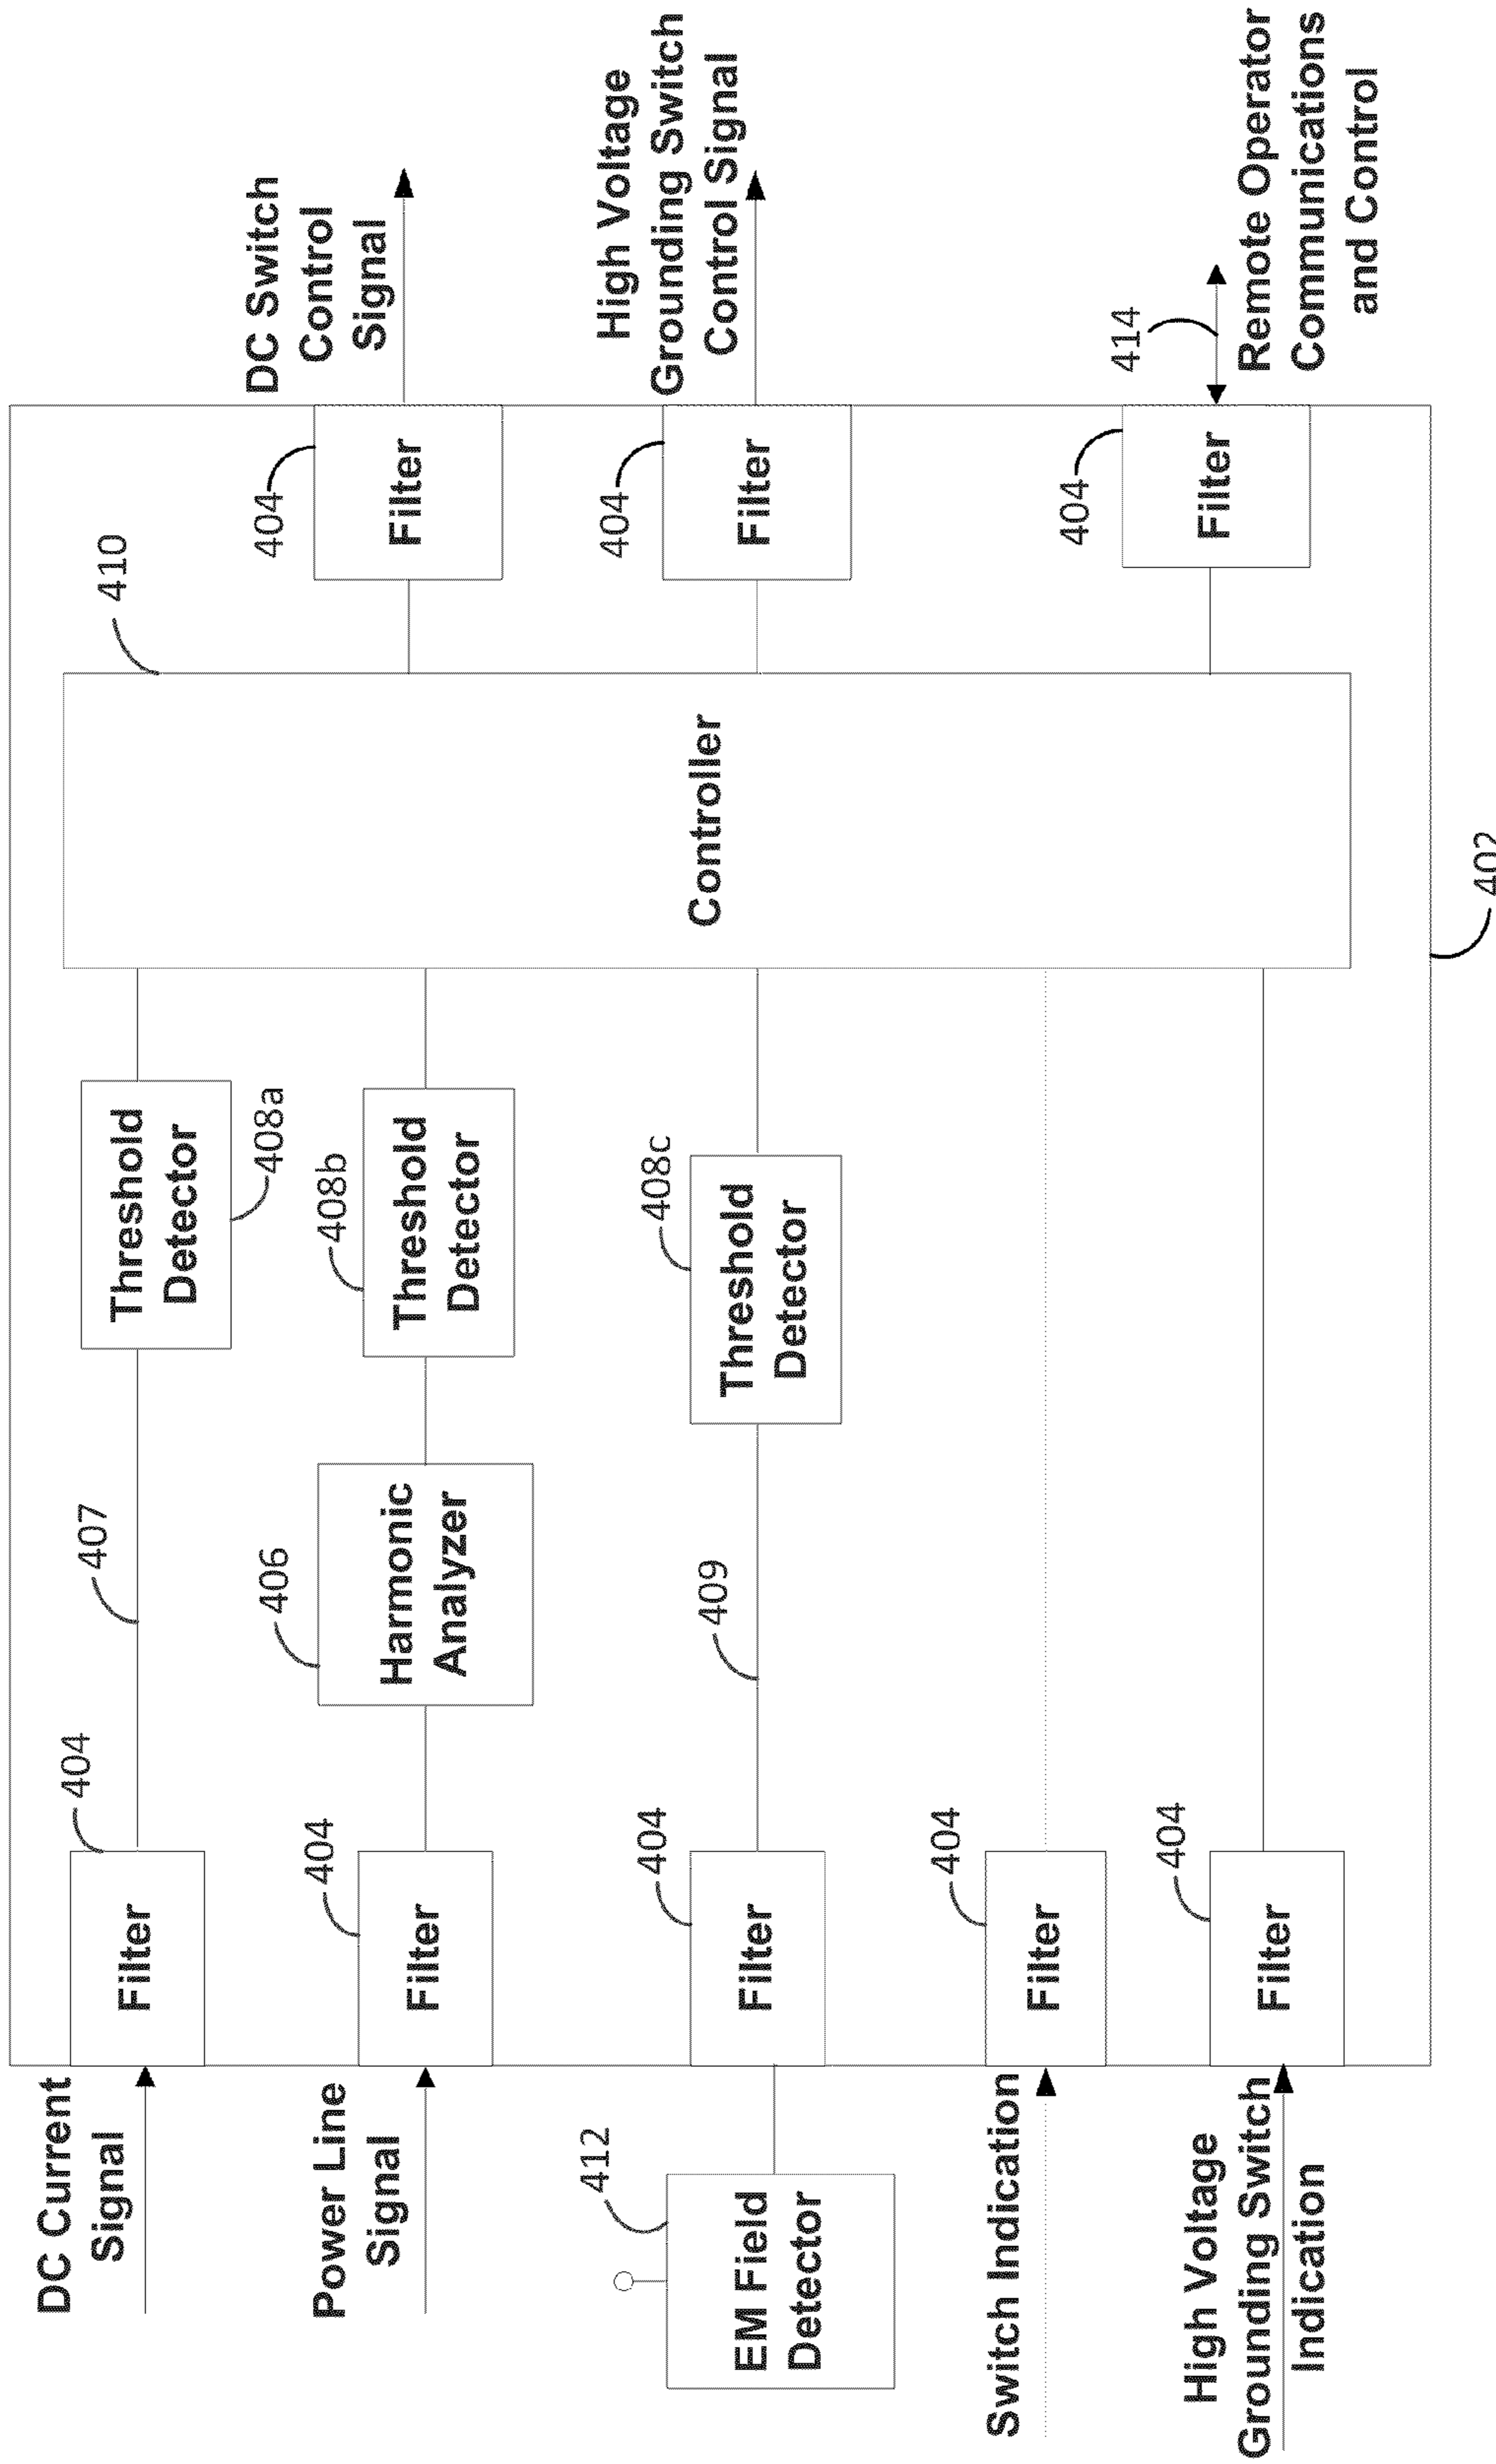 DC Current
Signal
Power Line
Signal
412
EM Field
Detector
Switch Indication
High Voltage
Grounding Switch
Indication
404
Filter
404
Filter
404
Filter
404
Filter
404
Filter
407
406
Harmonic
Analyzer
409
Threshold
Detector
408a
408b
Threshold
Detector
408c
Threshold
Detector
410
Controller
402
404
Filter
404
Filter
404
Filter
DC Switch
Control
Signal
High Voltage
Grounding Switch
Control Signal
414
Remote Operator
Communications
and Control